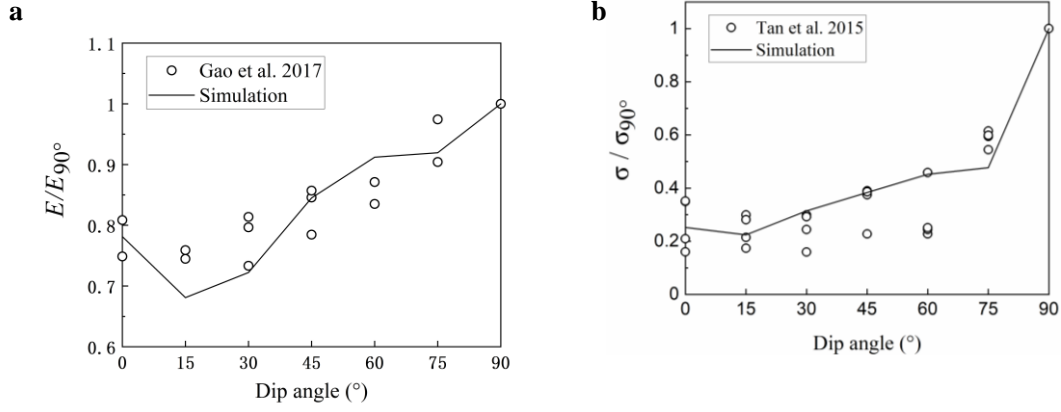 a
1.1
1
0.9
0.8
0.7
0.6
E/E90°
Gao et al. 2017
Simulation
0 15 30 45 60 75 90
Dip angle (°)
b
1
0.8
0.6
0.4
0.2
0
σ / σ90°
Tan et al. 2015
Simulation
0 15 30 45 60 75 90
Dip angle (°)